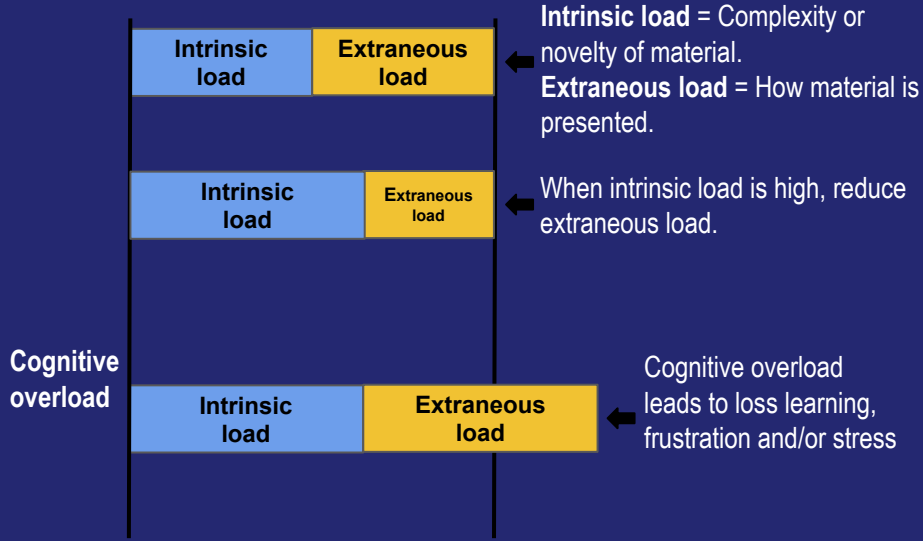 Intrinsic
load
Extraneous
load
Intrinsic load = Complexity or
novelty of material.
Extraneous load = How material is
presented.
Intrinsic
load
Extraneous
load
When intrinsic load is high, reduce
extraneous load.
Cognitive
overload
Intrinsic
load
Extraneous
load
Cognitive overload
leads to loss learning,
frustration and/or stress